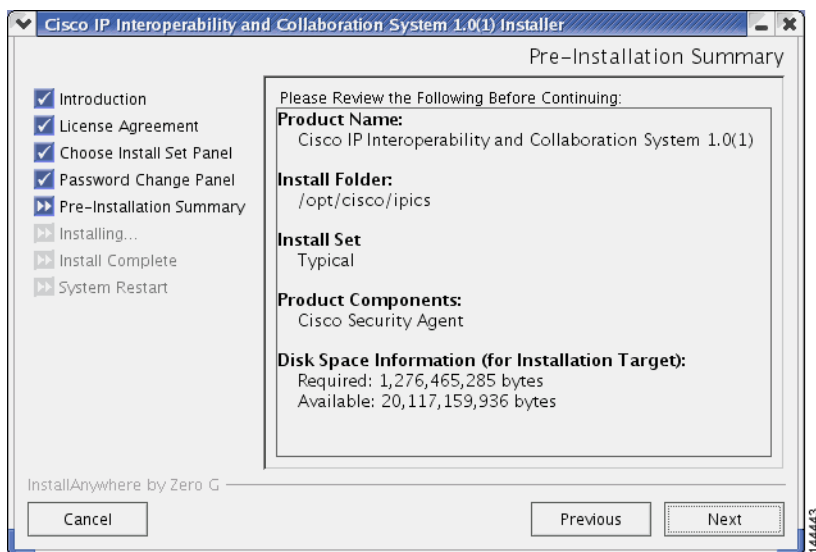 Cisco IP Interoperability and Collaboration System 1.0(1) Installer
Pre-Installation Summary
Introduction
License Agreement
Choose Install Set Panel
Password Change Panel
Pre-Installation Summary
Installing...
Install Complete
System Restart
Please Review the Following Before Continuing:
Product Name:
Cisco IP Interoperability and Collaboration System 1.0(1)
Install Folder:
/opt/cisco/ipics
Install Set
Typical
Product Components:
Cisco Security Agent
Disk Space Information (for Installation Target):
Required: 1,276,465,285 bytes
Available: 20,117,159,936 bytes
InstallAnywhere by Zero G
Cancel
Previous
Next
144443